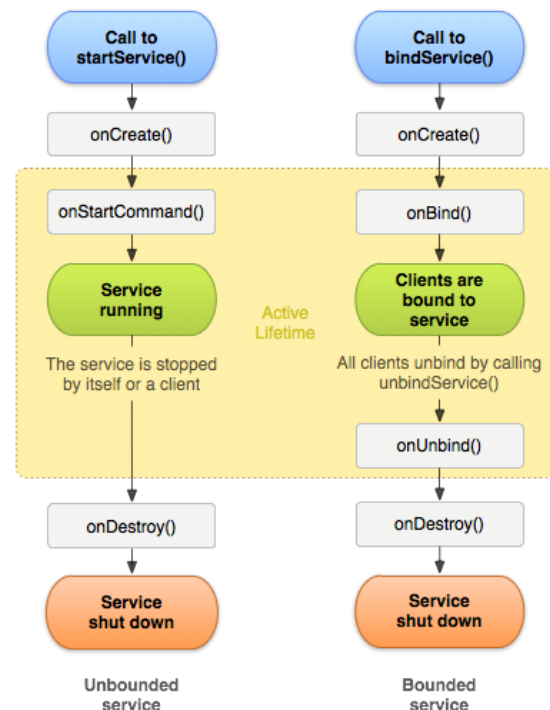 Call to
startService()
onCreate()
onStartCommand()
Service
running
The service is stopped
by itself or a client
onDestroy()
Service
shut down
Unbounded
service
Active
Lifetime
Call to
bindService()
onCreate()
onBind()
Clients are
bound to
service
All clients unbind by calling
unbindService()
onUnbind()
onDestroy()
Service
shut down
Bounded
service